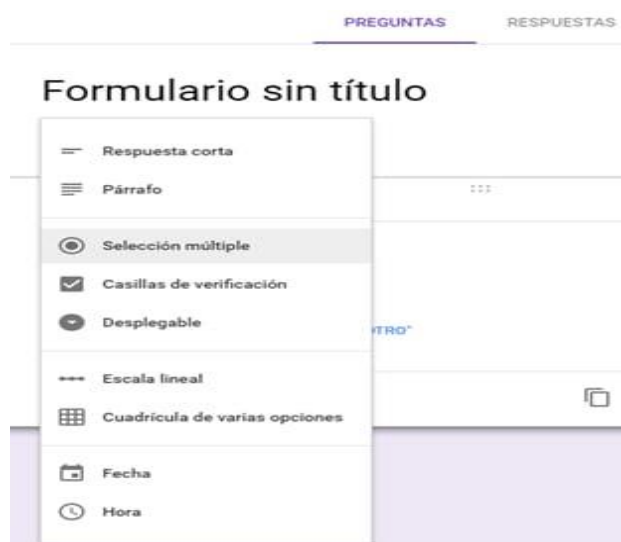 PREGUNTAS RESPUESTAS
Formulario sin título
Respuesta corta
Párrafo
Selección múltiple
Casillas de verificación
Desplegable
OTRO"
Escala lineal
Cuadrícula de varias opciones
Fecha
Hora